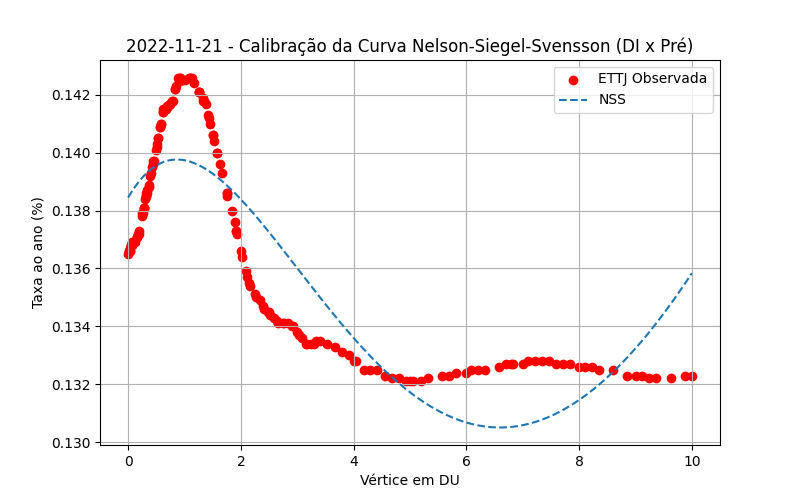 2022-11-21 - Calibração da Curva Nelson-Siegel-Svensson (DI x Pré)
ETTJ Observada
NSS
Taxa ao ano (%)
0.142
0.140
0.138
0.136
0.134
0.132
0.130
0 2 4 6 8 10
Vértice em DU